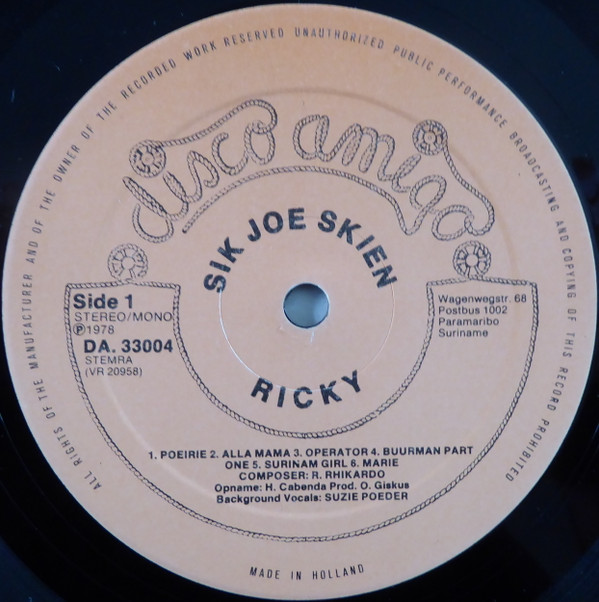 ALL RIGHTS OF THE MANUFACTURER AND OF THE OWNER OF THE RECORDED WORK RESERVED UNAUTHORIZED PUBLIC PERFORMANCE BROADCASTING AND COPYING OF THIS RECORD PROHIBITED
disco amigo
SIK JOE SKIEN
Side 1
STEREO/MONO
Ⓟ1978
DA. 33004
STEMRA
(VR 20958)
Wagenwegstr. 68
Postbus 1002
Paramaribo
Suriname
RICKY
1. POEIRIE 2. ALLA MAMA 3. OPERATOR 4. BUURMAN PART
ONE 5. SURINAM GIRL 6. MARIE
COMPOSER: R. RHIKARDO
Opname: H. Cabenda Prod. O. Giskus
Background Vocals: SUZIE POEDER
MADE IN HOLLAND